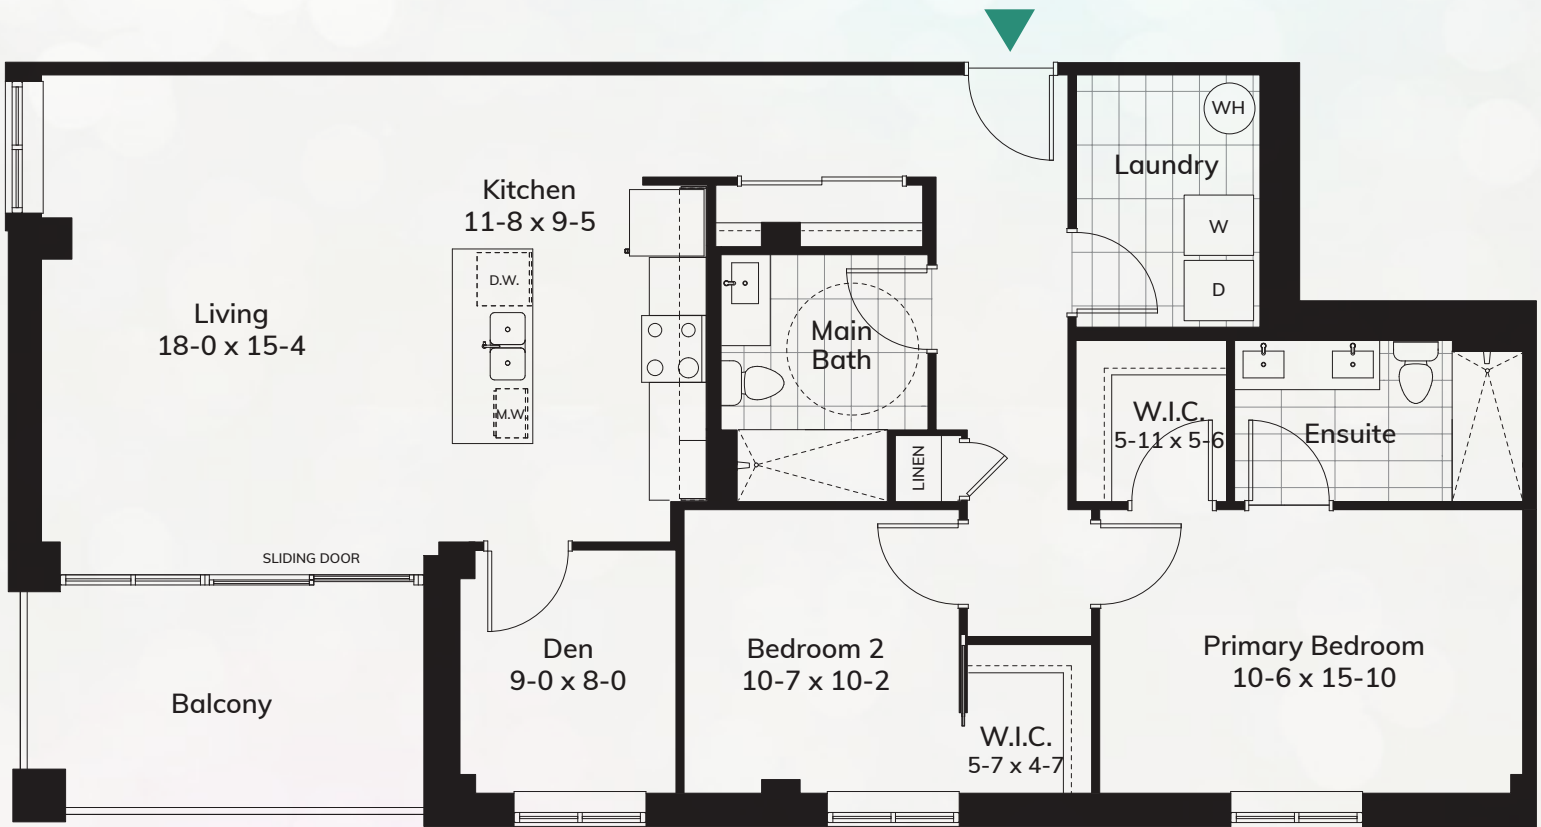 WH
Laundry
W
D
Kitchen
11-8 x 9-5
D.W.
M.W.
Living
18-0 x 15-4
Main
Bath
LINEN
W.I.C.
5-11 x 5-6
Ensuite
SLIDING DOOR
Balcony
Den
9-0 x 8-0
Bedroom 2
10-7 x 10-2
W.I.C.
5-7 x 4-7
Primary Bedroom
10-6 x 15-10